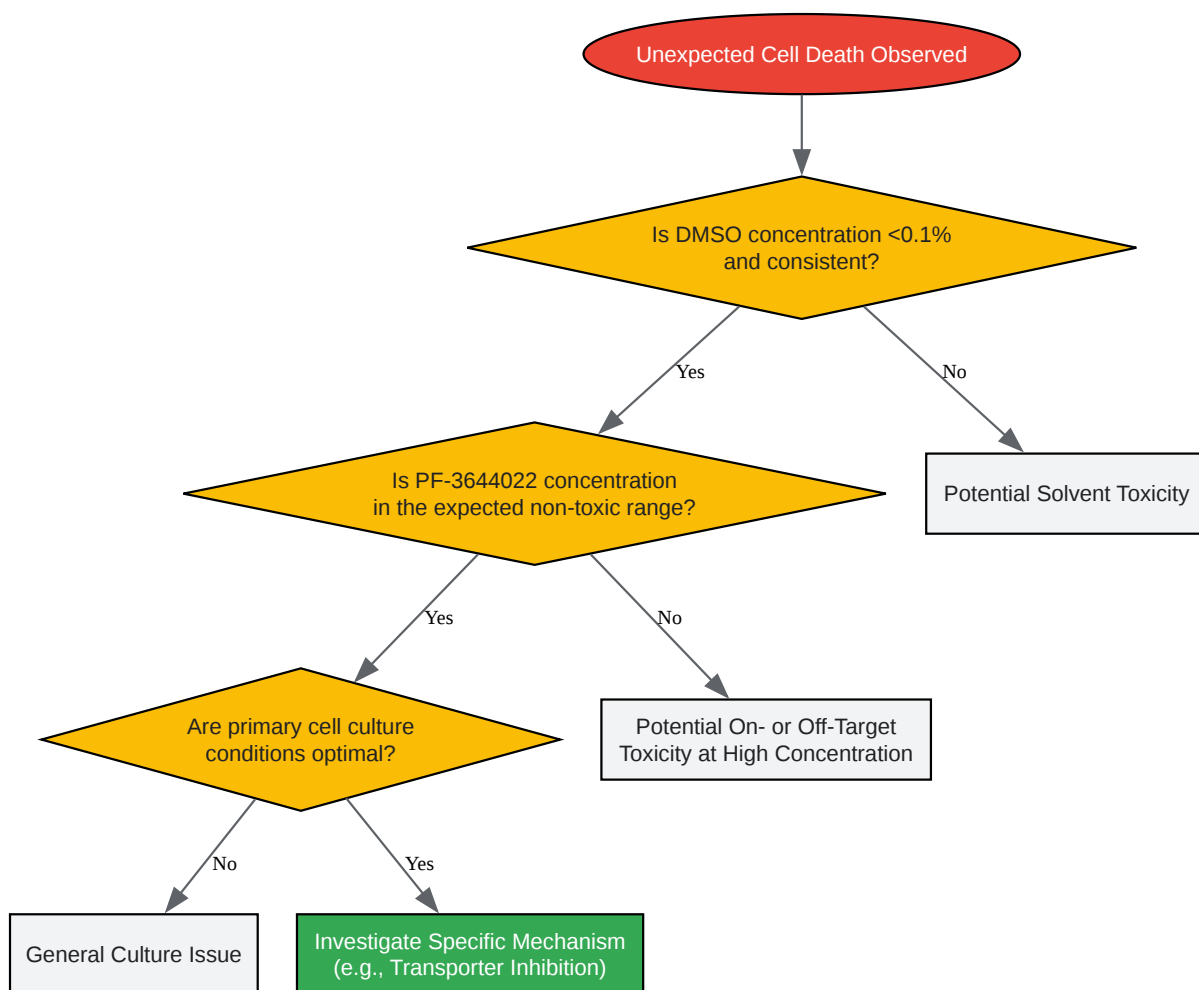 Unexpected Cell Death Observed
Is DMSO concentration <0.1%
and consistent?
Yes
No
Is PF-3644022 concentration
in the expected non-toxic range?
Potential Solvent Toxicity
Yes
No
Are primary cell culture
conditions optimal?
Potential On- or Off-Target
Toxicity at High Concentration
No
Yes
General Culture Issue
Investigate Specific Mechanism
(e.g., Transporter Inhibition)